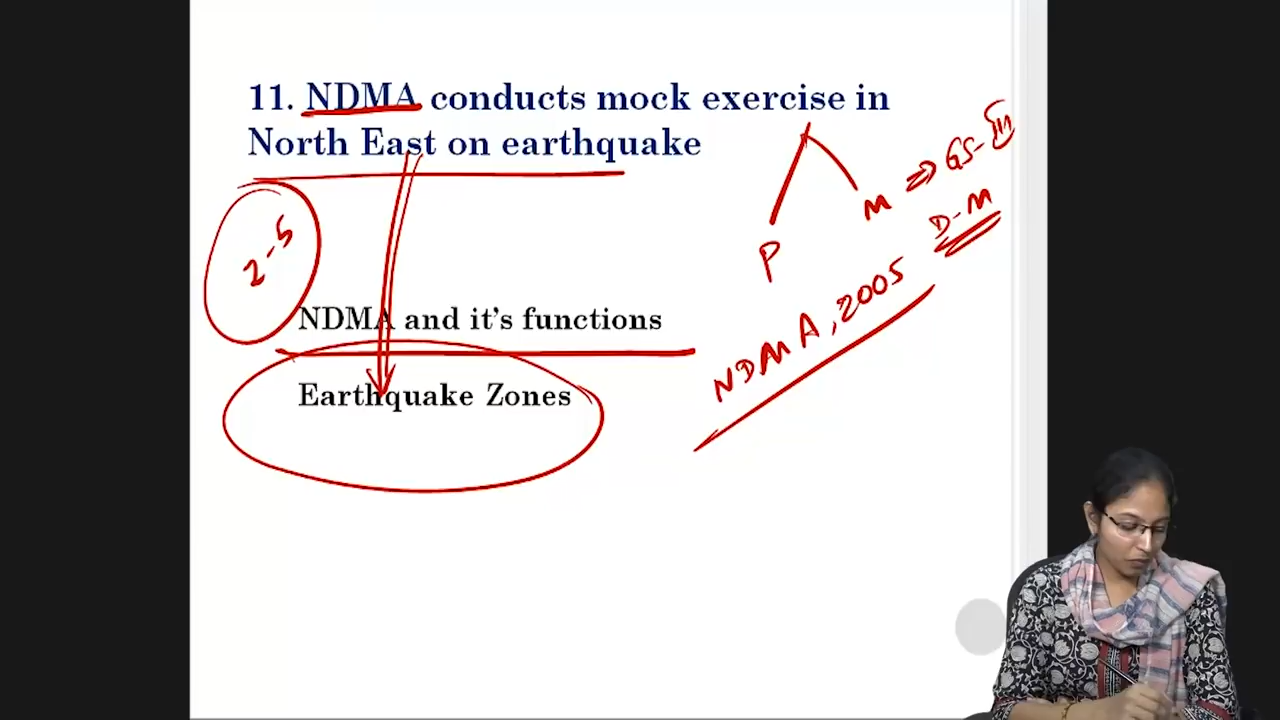 11. NDMA conducts mock exercise in
North East on earthquake
P
M => GS-III
D-M
2-5
NDMA and it's functions
NDMA, 2005
Earthquake Zones